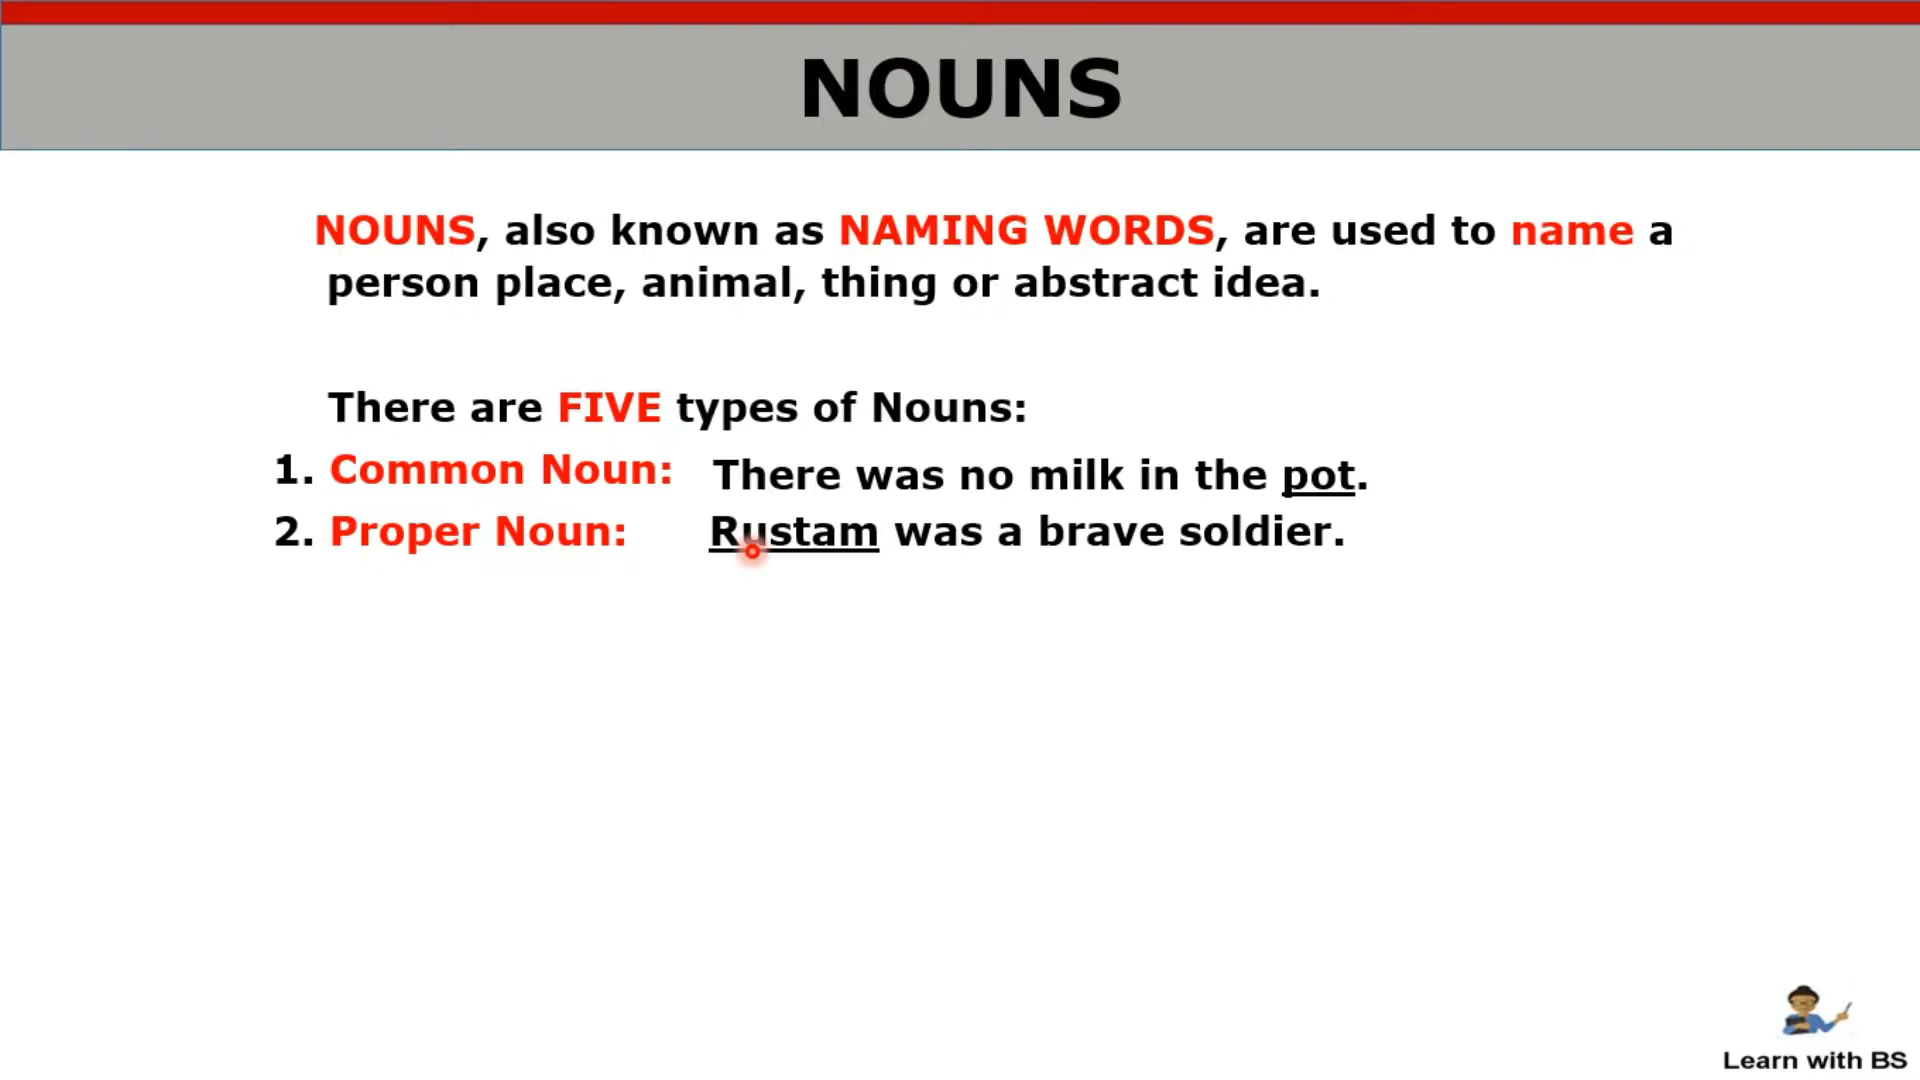 NOUNS
NOUNS, also known as NAMING WORDS, are used to name a
person place, animal, thing or abstract idea.
There are FIVE types of Nouns:
1. Common Noun: There was no milk in the pot.
2. Proper Noun: Rustam was a brave soldier.
Learn with BS